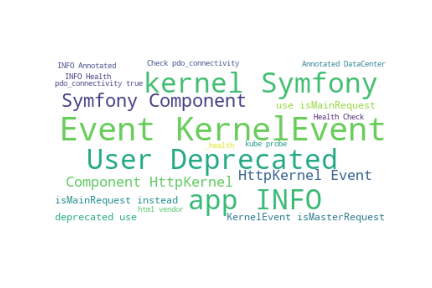 INFO Annotated
Check pdo_connectivity
Annotated DataCenter
INFO Health
pdo_connectivity true
kernel Symfony
Symfony Component
use isMainRequest
Health Check
Event KernelEvent
health
kube probe
User Deprecated
HttpKernel Event
Component HttpKernel
isMainRequest instead
app INFO
html vendor
deprecated use
KernelEvent isMasterRequest